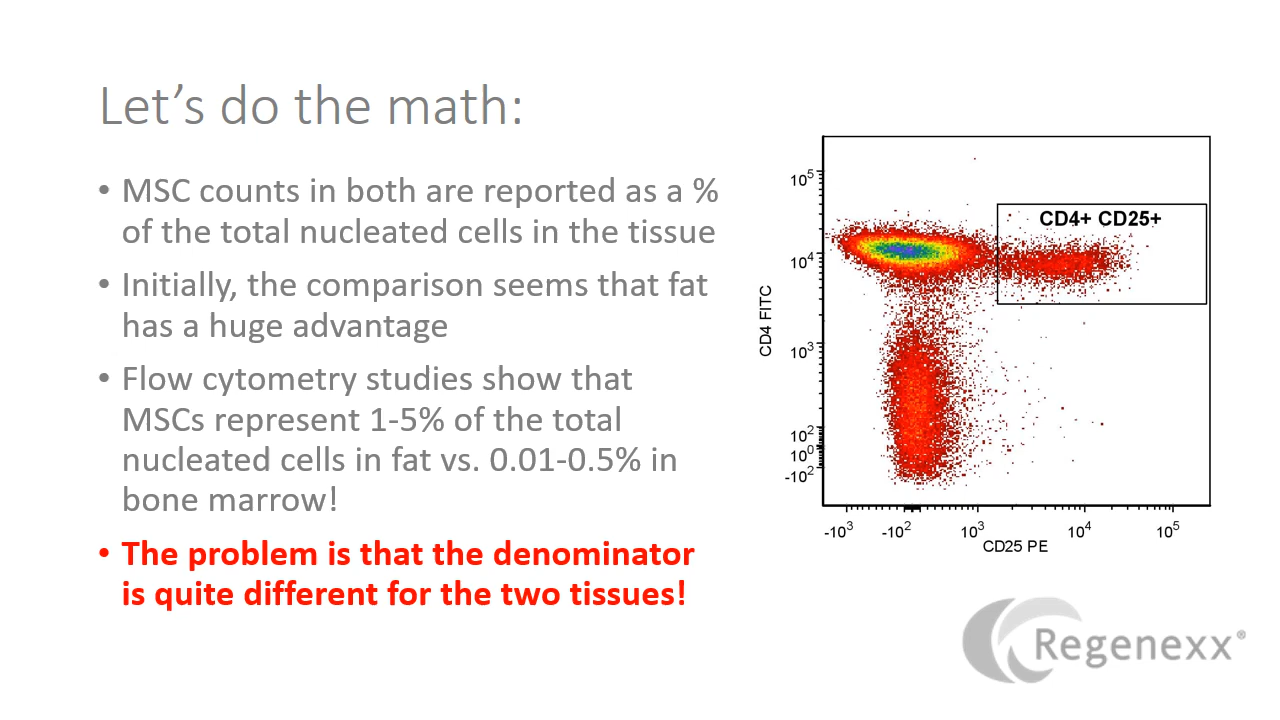 Let's do the math:
• MSC counts in both are reported as a %
of the total nucleated cells in the tissue
• Initially, the comparison seems that fat
has a huge advantage
• Flow cytometry studies show that
MSCs represent 1-5% of the total
nucleated cells in fat vs. 0.01-0.5% in
bone marrow!
• The problem is that the denominator
is quite different for the two tissues!
CD4+ CD25+
CD4 FITC
10⁵
10⁴
10³
10²
10⁰
-10²
-10³ -10² 10³ 10⁴ 10⁵
CD25 PE
Regenexx®